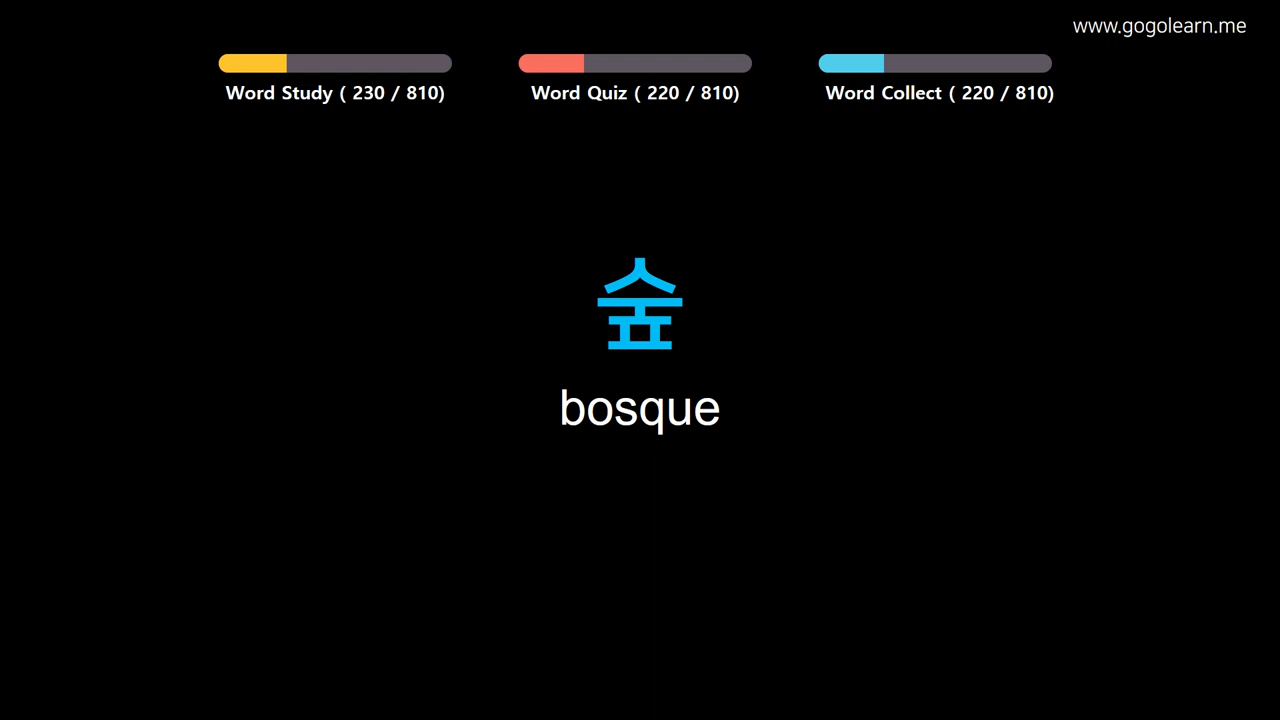 www.gogolearn.me
Word Study ( 230 / 810)
Word Quiz ( 220 / 810)
Word Collect ( 220 / 810)
숲
bosque